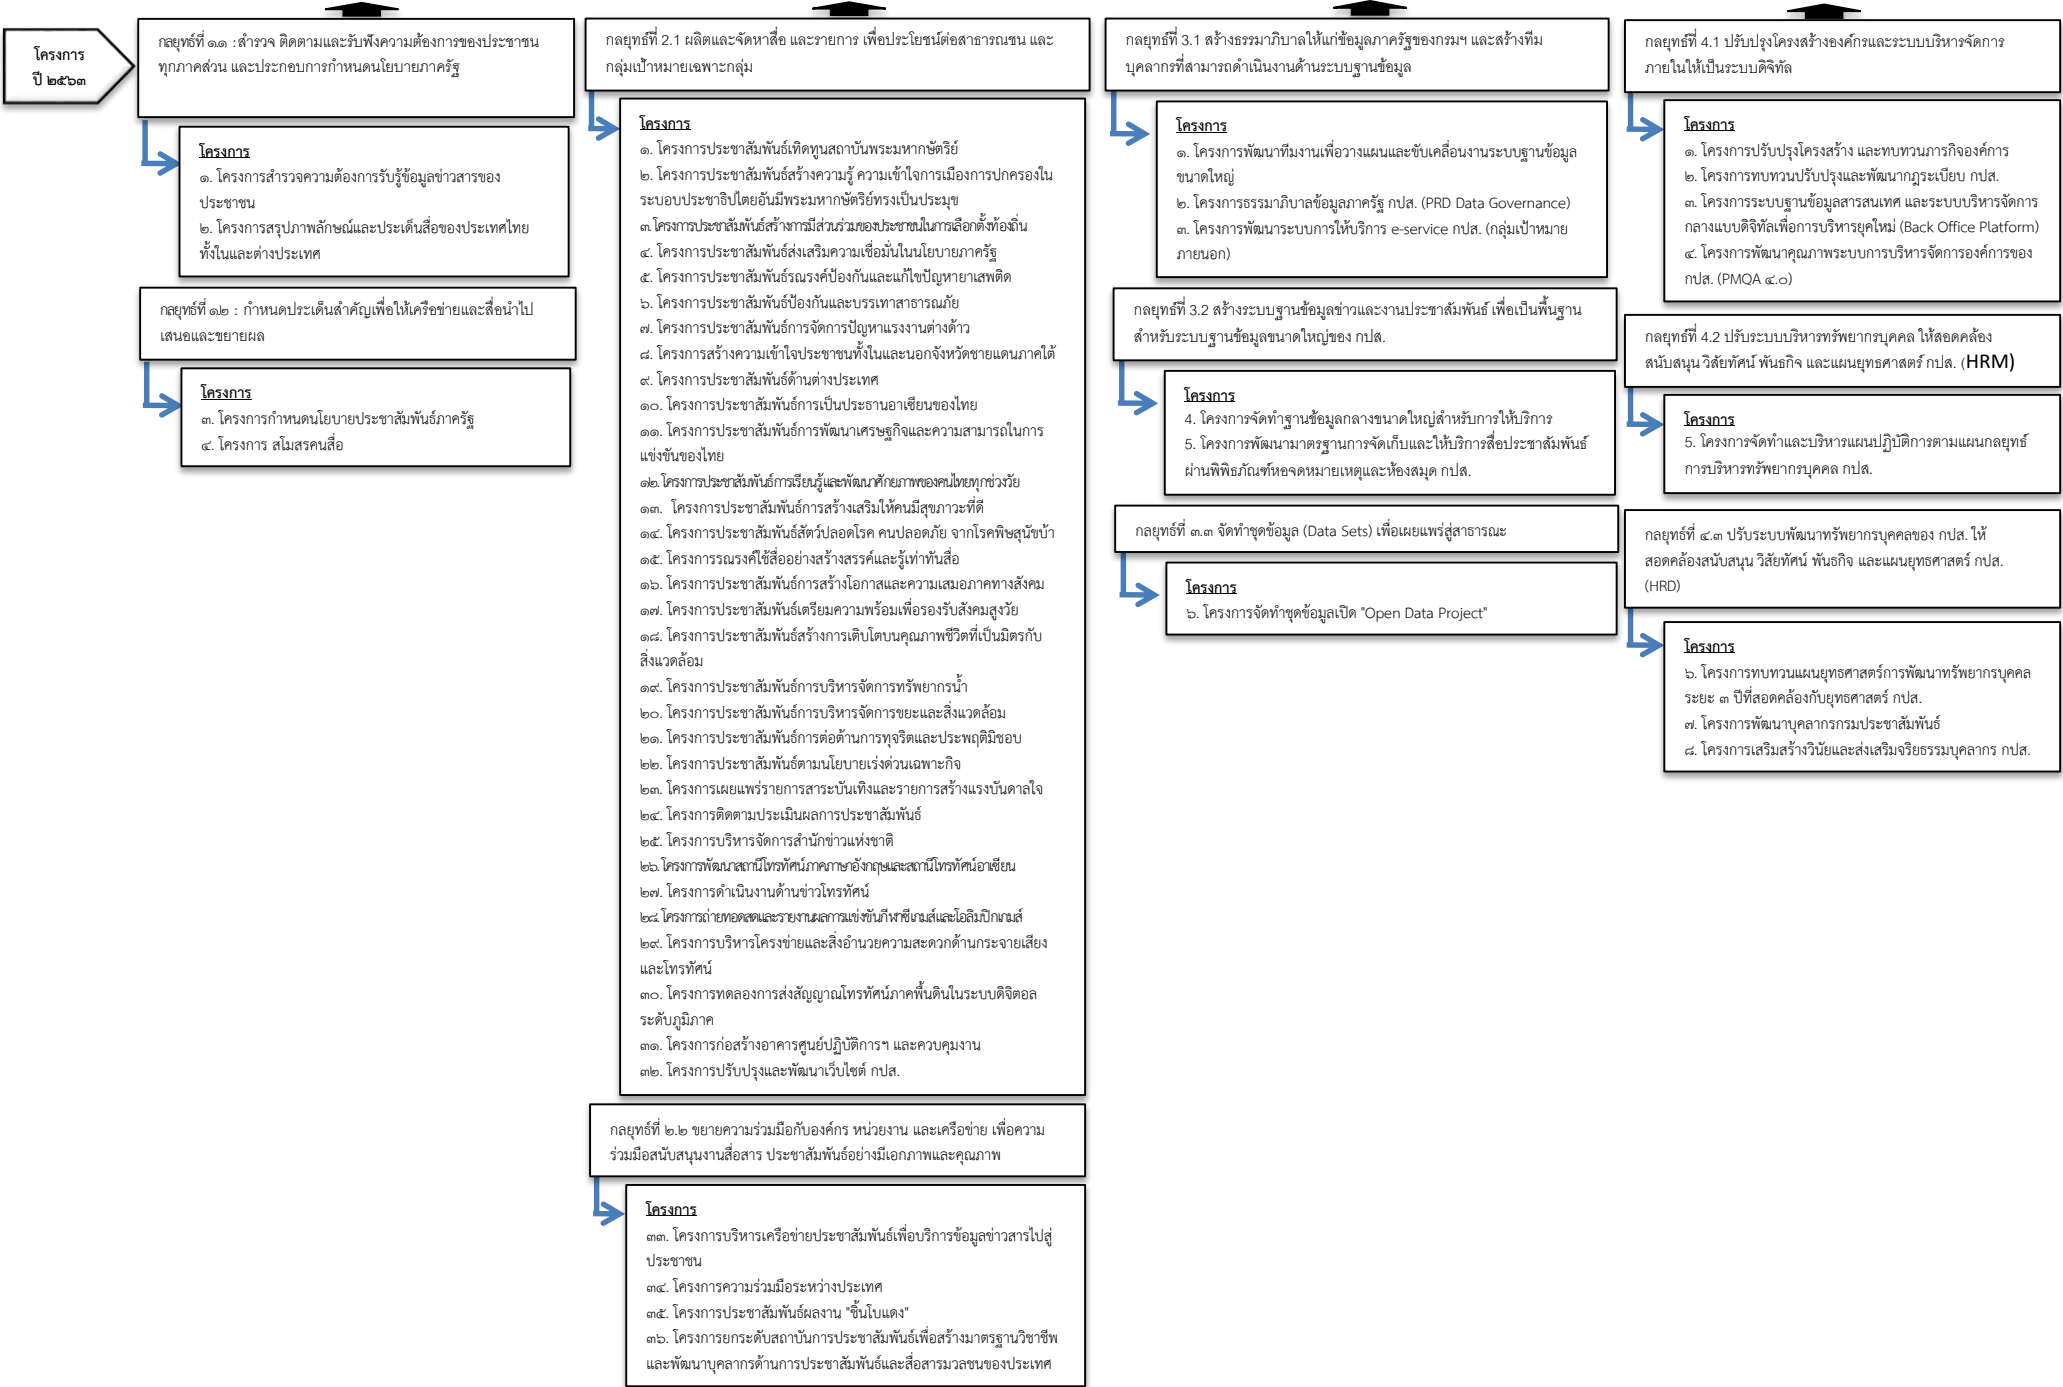 โครงการ
ปี ๒๕๖๓
กลยุทธ์ที่ ๑.๑ : สำรวจ ติดตามและรับฟังความต้องการของประชาชน
ทุกภาคส่วน และประกอบการกำหนดนโยบายภาครัฐ
โครงการ
๑. โครงการสำรวจความต้องการรับรู้ข้อมูลข่าวสารของ
ประชาชน
๒. โครงการสรุปภาพลักษณ์และประเด็นสื่อของประเทศไทย
ทั้งในและต่างประเทศ
กลยุทธ์ที่ ๑.๒ : กำหนดประเด็นสำคัญเพื่อให้เครือข่ายและสื่อนำไป
เสนอและขยายผล
โครงการ
๓. โครงการกำหนดนโยบายประชาสัมพันธ์ภาครัฐ
๔. โครงการ สโมสรคนสื่อ
กลยุทธ์ที่ 2.1 ผลิตและจัดหาสื่อ และรายการ เพื่อประโยชน์ต่อสาธารณชน และ
กลุ่มเป้าหมายเฉพาะกลุ่ม
โครงการ
๑. โครงการประชาสัมพันธ์เทิดทูนสถาบันพระมหากษัตริย์
๒. โครงการประชาสัมพันธ์สร้างความรู้ ความเข้าใจการเมืองการปกครองใน
ระบอบประชาธิปไตยอันมีพระมหากษัตริย์ทรงเป็นประมุข
๓. โครงการประชาสัมพันธ์สร้างการมีส่วนร่วมของประชาชนในการเลือกตั้งท้องถิ่น
๔. โครงการประชาสัมพันธ์ส่งเสริมความเชื่อมั่นในนโยบายภาครัฐ
๕. โครงการประชาสัมพันธ์รณรงค์ป้องกันและแก้ไขปัญหายาเสพติด
๖. โครงการประชาสัมพันธ์ป้องกันและบรรเทาสาธารณภัย
๗. โครงการประชาสัมพันธ์การจัดการปัญหาแรงงานต่างด้าว
๘. โครงการสร้างความเข้าใจประชาชนทั้งในและนอกจังหวัดชายแดนภาคใต้
๙. โครงการประชาสัมพันธ์ด้านต่างประเทศ
๑๐. โครงการประชาสัมพันธ์การเป็นประธานอาเซียนของไทย
๑๑. โครงการประชาสัมพันธ์การพัฒนาเศรษฐกิจและความสามารถในการ
แข่งขันของไทย
๑๒. โครงการประชาสัมพันธ์การเรียนรู้และพัฒนาศักยภาพของคนไทยทุกช่วงวัย
๑๓. โครงการประชาสัมพันธ์การสร้างเสริมให้คนมีสุขภาวะที่ดี
๑๔. โครงการประชาสัมพันธ์สัตว์ปลอดโรค คนปลอดภัย จากโรคพิษสุนัขบ้า
๑๕. โครงการรณรงค์ใช้สื่ออย่างสร้างสรรค์และรู้เท่าทันสื่อ
๑๖. โครงการประชาสัมพันธ์การสร้างโอกาสและความเสมอภาคทางสังคม
๑๗. โครงการประชาสัมพันธ์เตรียมความพร้อมเพื่อรองรับสังคมสูงวัย
๑๘. โครงการประชาสัมพันธ์สร้างการเติบโตบนคุณภาพชีวิตที่เป็นมิตรกับ
สิ่งแวดล้อม
๑๙. โครงการประชาสัมพันธ์การบริหารจัดการทรัพยากรน้ำ
๒๐. โครงการประชาสัมพันธ์การบริหารจัดการขยะและสิ่งแวดล้อม
๒๑. โครงการประชาสัมพันธ์การต่อต้านการทุจริตและประพฤติมิชอบ
๒๒. โครงการประชาสัมพันธ์ตามนโยบายเร่งด่วนเฉพาะกิจ
๒๓. โครงการเผยแพร่รายการสาระบันเทิงและรายการสร้างแรงบันดาลใจ
๒๔. โครงการติดตามประเมินผลการประชาสัมพันธ์
๒๕. โครงการบริหารจัดการสำนักข่าวแห่งชาติ
๒๖. โครงการพัฒนาสถานีโทรทัศน์ภาคภาษาอังกฤษและสถานีโทรทัศน์อาเซียน
๒๗. โครงการดำเนินงานด้านข่าวโทรทัศน์
๒๘. โครงการถ่ายทอดสดและรายงานผลการแข่งขันกีฬาซีเกมส์และโอลิมปิกเกมส์
๒๙. โครงการบริหารโครงข่ายและสิ่งอำนวยความสะดวกด้านกระจายเสียง
และโทรทัศน์
๓๐. โครงการทดลองการส่งสัญญาณโทรทัศน์ภาคพื้นดินในระบบดิจิตอล
ระดับภูมิภาค
๓๑. โครงการก่อสร้างอาคารศูนย์ปฏิบัติการฯ และควบคุมงาน
๓๒. โครงการปรับปรุงและพัฒนาเว็บไซต์ กปส.
กลยุทธ์ที่ ๒.๒ ขยายความร่วมมือกับองค์กร หน่วยงาน และเครือข่าย เพื่อความ
ร่วมมือสนับสนุนงานสื่อสาร ประชาสัมพันธ์อย่างมีเอกภาพและคุณภาพ
โครงการ
๓๓. โครงการบริหารเครือข่ายประชาสัมพันธ์เพื่อบริการข้อมูลข่าวสารไปสู่
ประชาชน
๓๔. โครงการความร่วมมือระหว่างประเทศ
๓๕. โครงการประชาสัมพันธ์ผลงาน "ชิ้นโบแดง"
๓๖. โครงการยกระดับสถาบันการประชาสัมพันธ์เพื่อสร้างมาตรฐานวิชาชีพ
และพัฒนาบุคลากรด้านการประชาสัมพันธ์และสื่อสารมวลชนของประเทศ
กลยุทธ์ที่ 3.1 สร้างธรรมาภิบาลให้แก่ข้อมูลภาครัฐของกรมฯ และสร้างทีม
บุคลากรที่สามารถดำเนินงานด้านระบบฐานข้อมูล
โครงการ
๑. โครงการพัฒนาทีมงานเพื่อวางแผนและขับเคลื่อนงานระบบฐานข้อมูล
ขนาดใหญ่
๒. โครงการธรรมาภิบาลข้อมูลภาครัฐ กปส. (PRD Data Governance)
๓. โครงการพัฒนาระบบการให้บริการ e-service กปส. (กลุ่มเป้าหมาย
ภายนอก)
กลยุทธ์ที่ 3.2 สร้างระบบฐานข้อมูลข่าวและงานประชาสัมพันธ์ เพื่อเป็นพื้นฐาน
สำหรับระบบฐานข้อมูลขนาดใหญ่ของ กปส.
โครงการ
4. โครงการจัดทำฐานข้อมูลกลางขนาดใหญ่สำหรับการให้บริการ
5. โครงการพัฒนามาตรฐานการจัดเก็บและให้บริการสื่อประชาสัมพันธ์
ผ่านพิพิธภัณฑ์หอจดหมายเหตุและห้องสมุด กปส.
กลยุทธ์ที่ ๓.๓ จัดทำชุดข้อมูล (Data Sets) เพื่อเผยแพร่สู่สาธารณะ
โครงการ
๖. โครงการจัดทำชุดข้อมูลเปิด "Open Data Project"
กลยุทธ์ที่ 4.1 ปรับปรุงโครงสร้างองค์กรและระบบบริหารจัดการ
ภายในให้เป็นระบบดิจิทัล
โครงการ
๑. โครงการปรับปรุงโครงสร้าง และทบทวนภารกิจองค์การ
๒. โครงการทบทวนปรับปรุงและพัฒนากฎระเบียบ กปส.
๓. โครงการระบบฐานข้อมูลสารสนเทศ และระบบบริหารจัดการ
กลางแบบดิจิทัลเพื่อการบริหารยุคใหม่ (Back Office Platform)
๔. โครงการพัฒนาคุณภาพระบบการบริหารจัดการองค์การของ
กปส. (PMQA ๔.๐)
กลยุทธ์ที่ 4.2 ปรับระบบบริหารทรัพยากรบุคคล ให้สอดคล้อง
สนับสนุน วิสัยทัศน์ พันธกิจ และแผนยุทธศาสตร์ กปส. (HRM)
โครงการ
5. โครงการจัดทำและบริหารแผนปฏิบัติการตามแผนกลยุทธ์
การบริหารทรัพยากรบุคคล กปส.
กลยุทธ์ที่ ๔.๓ ปรับระบบพัฒนาทรัพยากรบุคคลของ กปส. ให้
สอดคล้องสนับสนุน วิสัยทัศน์ พันธกิจ และแผนยุทธศาสตร์ กปส.
(HRD)
โครงการ
๖. โครงการทบทวนแผนยุทธศาสตร์การพัฒนาทรัพยากรบุคคล
ระยะ ๓ ปีที่สอดคล้องกับยุทธศาสตร์ กปส.
๗. โครงการพัฒนาบุคลากรกรมประชาสัมพันธ์
๘. โครงการเสริมสร้างวินัยและส่งเสริมจริยธรรมบุคลากร กปส.